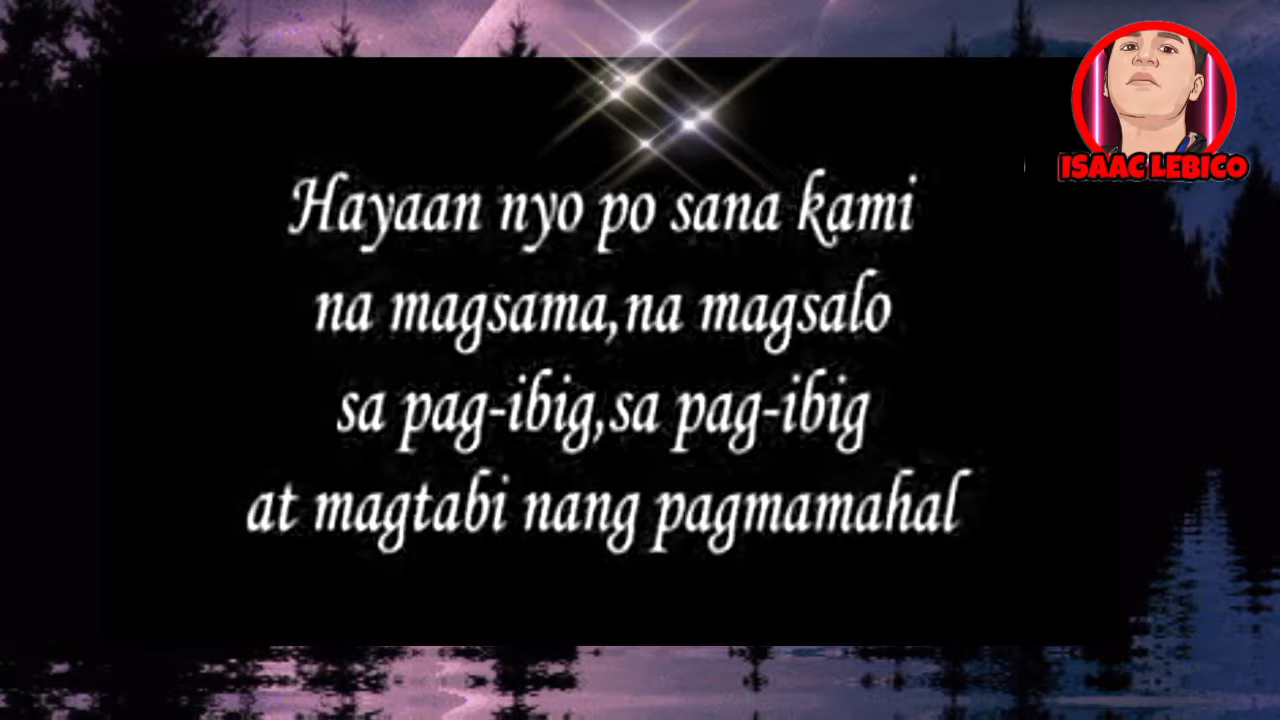 ISAAC LEBICO
Hayaan nyo po sana kami
na magsama,na magsalo
sa pag-ibig,sa pag-ibig
at magtabi nang pagmamahal